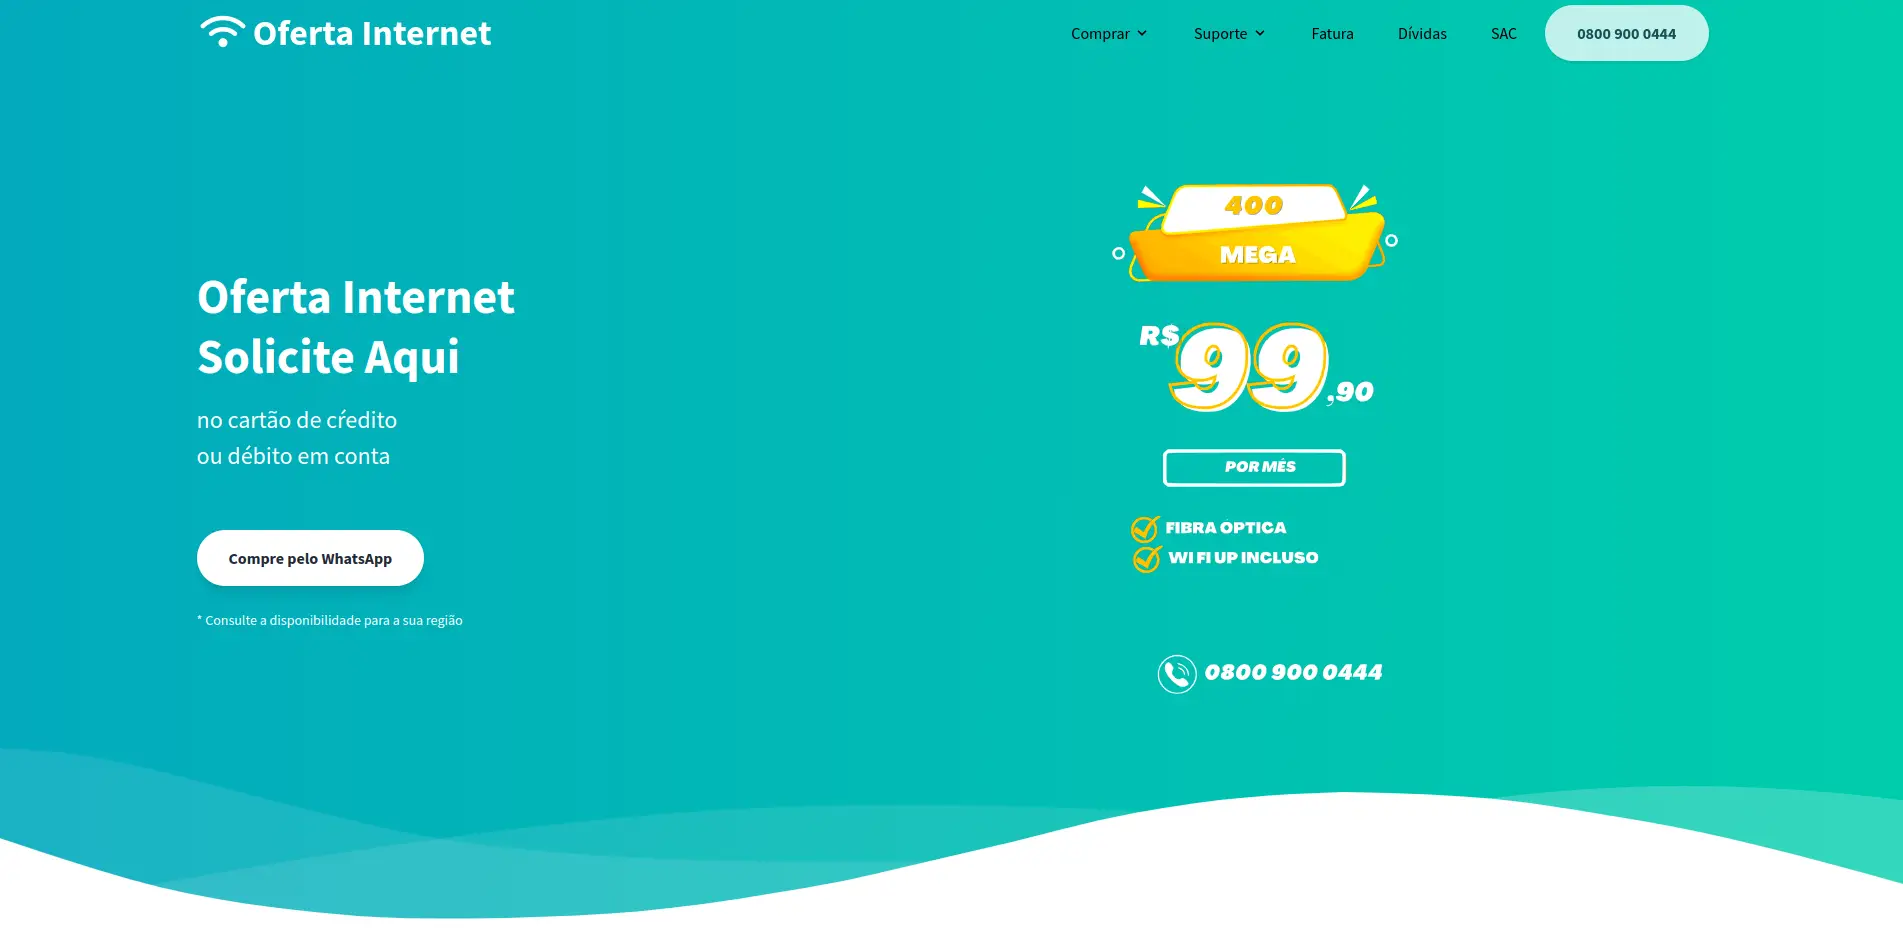 Oferta Internet
Comprar
Suporte
Fatura
Dívidas
SAC
0800 900 0444
Oferta Internet
Solicite Aqui
no cartão de cŕedito
ou débito em conta
Compre pelo WhatsApp
* Consulte a disponibilidade para a sua região
400
MEGA
R$99,90
POR MÊS
FIBRA ÓPTICA
WI FI UP INCLUSO
0800 900 0444